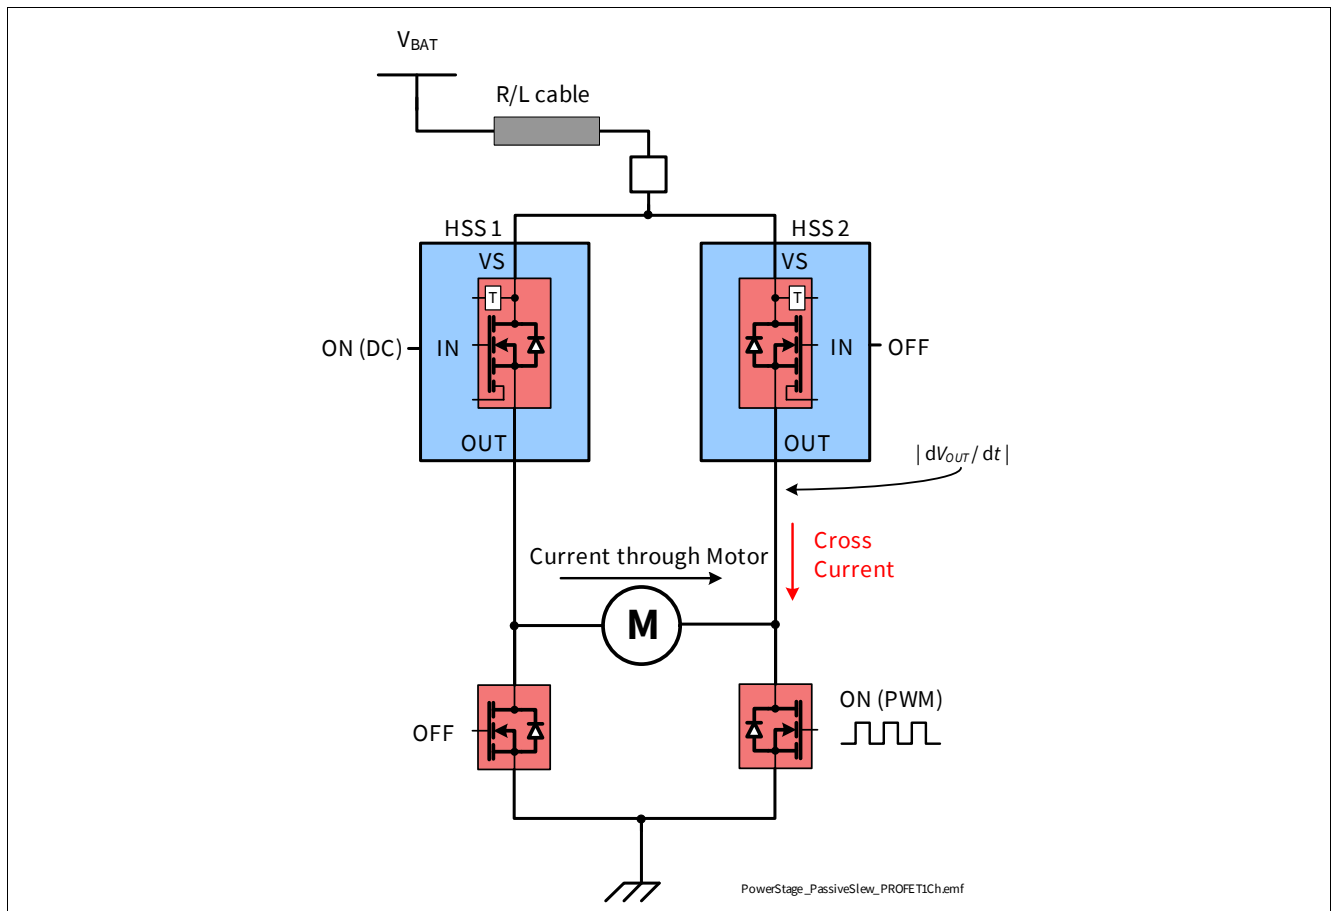 VBAT
R/L cable
HSS 1
HSS 2
VS
VS
T
T
ON (DC)
IN
IN
OFF
OUT
OUT
| dVOUT / dt |
Cross
Current
Current through Motor
M
OFF
ON (PWM)
PowerStage_PassiveSlew_PROFET1Ch.emf